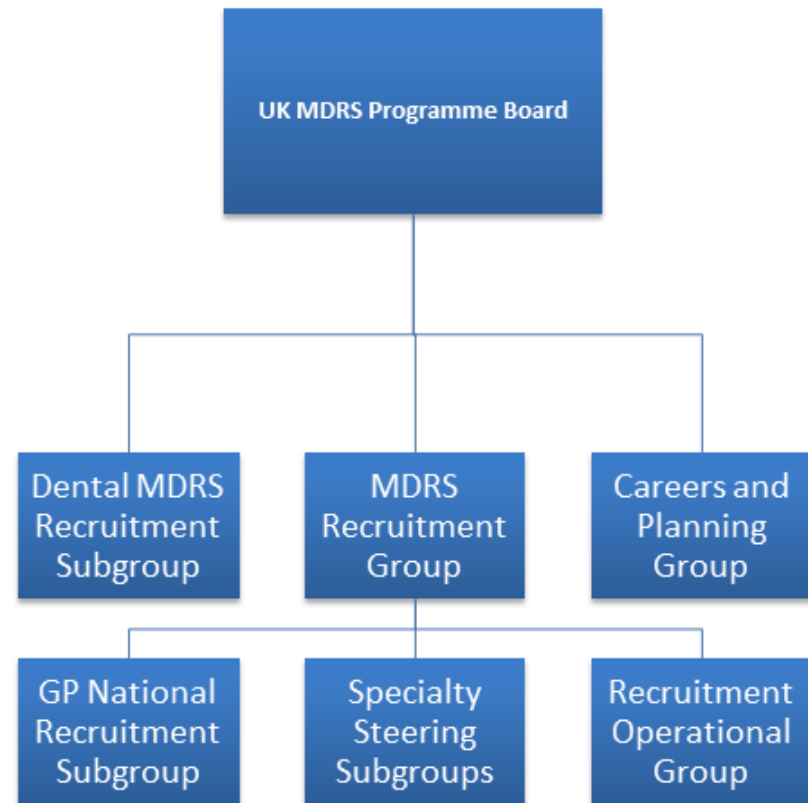 UK MDRS Programme Board
Dental MDRS
Recruitment
Subgroup
MDRS
Recruitment
Group
Careers and
Planning
Group
GP National
Recruitment
Subgroup
Specialty
Steering
Subgroups
Recruitment
Operational
Group